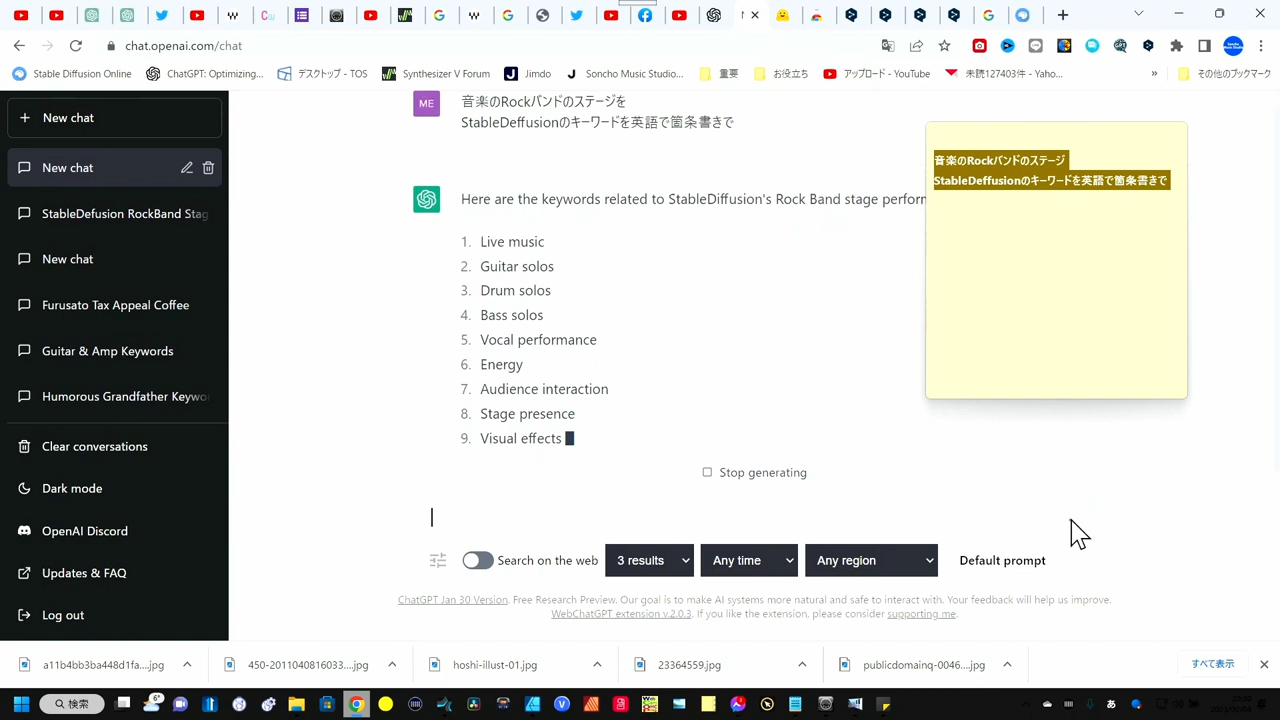 chat.openai.com/chat
Stable Diffusion Online
ChatGPT: Optimizing...
デスクトップ - TOS
Synthesizer V Forum
Jimdo
Soncho Music Studio...
重要
お役立ち
アップロード - YouTube
未読127403件 - Yaho...
»
その他のブックマーク
New chat
New chat
StableDefusion RockBand Stag
New chat
Furusato Tax Appeal Coffee
Guitar & Amp Keywords
Humorous Grandfather Keywo
Clear conversations
Dark mode
OpenAI Discord
Updates & FAQ
Log out
ME
音楽のRockバンドのステージを
StableDeffusionのキーワードを英語で箇条書きで
Here are the keywords related to StableDiffusion's Rock Band stage perforn
1. Live music
2. Guitar solos
3. Drum solos
4. Bass solos
5. Vocal performance
6. Energy
7. Audience interaction
8. Stage presence
9. Visual effects
音楽のRockバンドのステージ
StableDeffusionのキーワードを英語で箇条書きで
Stop generating
Search on the web
3 results
Any time
Any region
Default prompt
ChatGPT Jan 30 Version. Free Research Preview. Our goal is to make AI systems more natural and safe to interact with. Your feedback will help us improve.
WebChatGPT extension v.2.0.3. If you like the extension, please consider supporting me.
a11b4bb3ba448d1fa....jpg
450-2011040816033....jpg
hoshi-illust-01.jpg
23364559.jpg
publicdomainq-0046....jpg
すべて表示
検索
6°